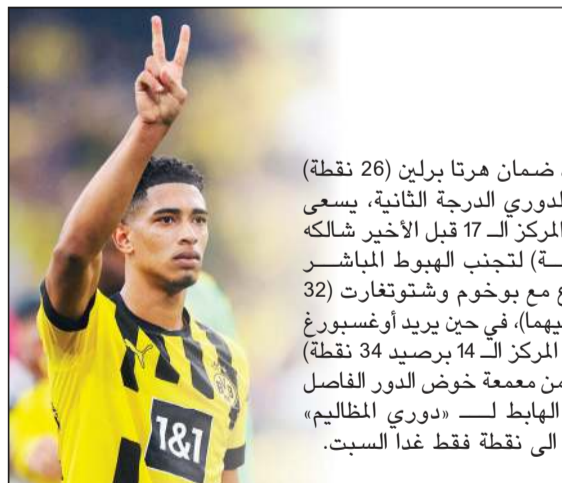 ضمان هرتا برلين (26 نقطة)
لدوري الدرجة الثانية، يسعى
المركز الـ 17 قبل الأخير شالكه
ـة) لتجنب الهبوط المباشر
ع مع بوخوم وشتوتغارت (32
يهما)، في حين يريد أوغسبورغ
المركز الـ 14 برصيد 34 نقطة)
من معمعة خوض الدور الفاصل
الهابط لـ «دوري المظاليم»
الى نقطة فقط غدا السبت.
1&1